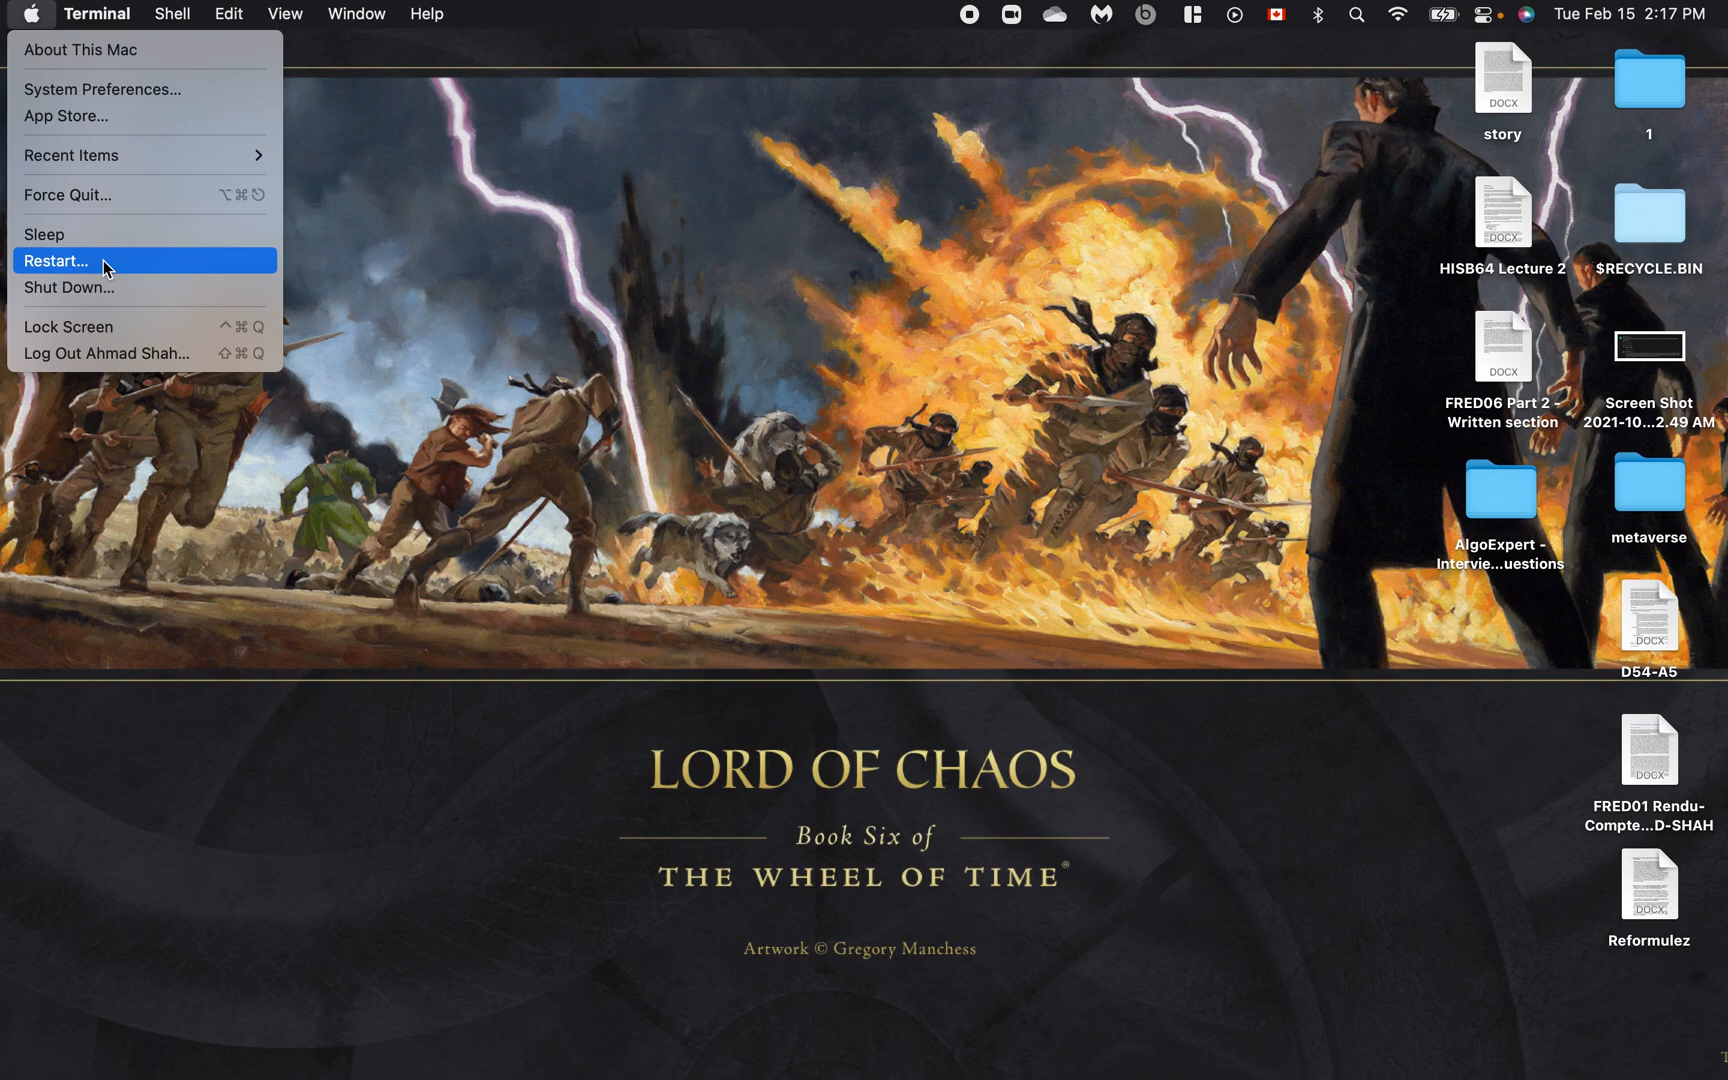 Terminal Shell Edit View Window Help Tue Feb 15 2:17 PM
About This Mac
System Preferences...
App Store...
Recent Items
Force Quit... ⌥⌘⎋
Sleep
Restart...
Shut Down...
Lock Screen ^⌘Q
Log Out Ahmad Shah... ⇧⌘Q
DOCX
story
1
DOCX
HISB64 Lecture 2
$RECYCLE.BIN
DOCX
FRED06 Part 2 -
Written section
Screen Shot
2021-10...2.49 AM
AlgoExpert -
Intervie...uestions
metaverse
DOCX
D54-A5
DOCX
FRED01 Rendu-
Compte...D-SHAH
DOCX
Reformulez
LORD OF CHAOS
Book Six of
THE WHEEL OF TIME®
Artwork © Gregory Manchess